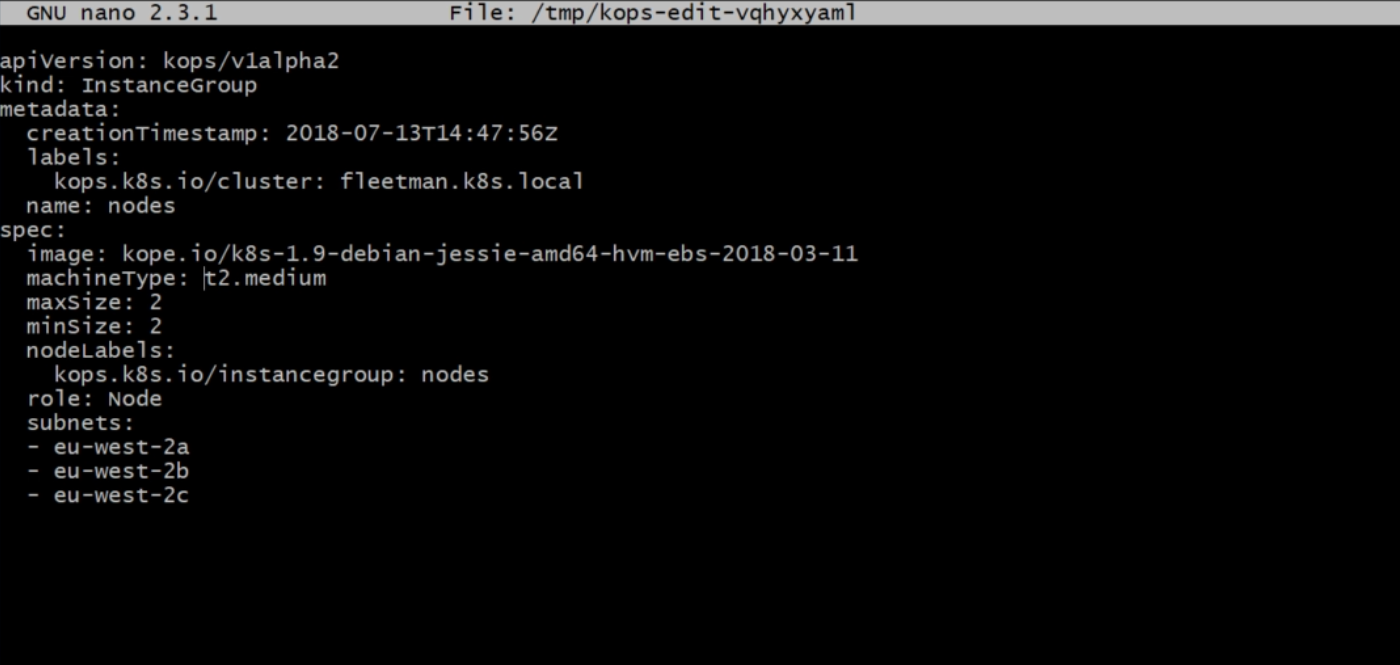 GNU nano 2.3.1 File: /tmp/kops-edit-vqhyxyaml
apiVersion: kops/v1alpha2
kind: InstanceGroup
metadata:
  creationTimestamp: 2018-07-13T14:47:56Z
  labels:
    kops.k8s.io/cluster: fleetman.k8s.local
  name: nodes
spec:
  image: kope.io/k8s-1.9-debian-jessie-amd64-hvm-ebs-2018-03-11
  machineType: t2.medium
  maxSize: 2
  minSize: 2
  nodeLabels:
    kops.k8s.io/instancegroup: nodes
  role: Node
  subnets:
  - eu-west-2a
  - eu-west-2b
  - eu-west-2c